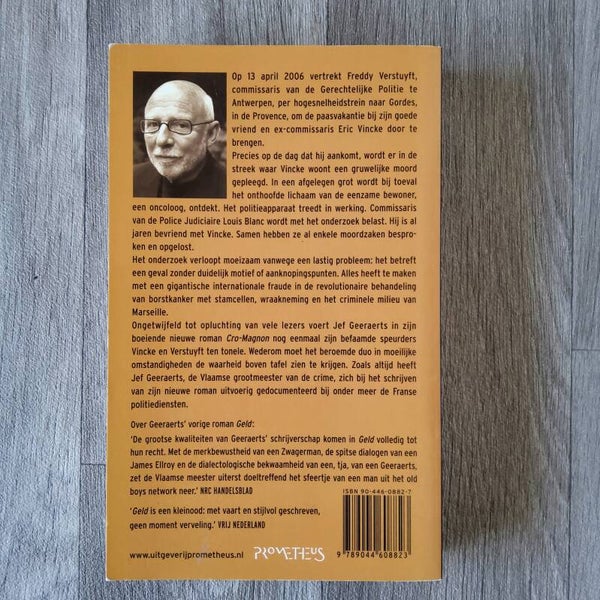 Op 13 april 2006 vertrekt Freddy Verstuyft,
commissaris van de Gerechtelijke Politie te
Antwerpen, per hogesnelheidstrein naar Gordes,
in de Provence, om de paasvakantie bij zijn goede
vriend en ex-commissaris Eric Vincke door te
brengen.
Precies op de dag dat hij aankomt, wordt er in de
streek waar Vincke woont een gruwelijke moord
gepleegd. In een afgelegen grot wordt bij toeval
het onthoofde lichaam van de eenzame bewoner,
een oncoloog, ontdekt. Het politieapparaat treedt in werking. Commissaris
van de Police Judiciaire Louis Blanc wordt met het onderzoek belast. Hij is al
jaren bevriend met Vincke. Samen hebben ze al enkele moordzaken bespro-
ken en opgelost.
Het onderzoek verloopt moeizaam vanwege een lastig probleem: het betreft
een geval zonder duidelijk motief of aanknopingspunten. Alles heeft te maken
met een gigantische internationale fraude in de revolutionaire behandeling
van borstkanker met stamcellen, wraakneming en het criminele milieu van
Marseille.
Ongetwijfeld tot opluchting van vele lezers voert Jef Geeraerts in zijn
boeiende nieuwe roman Cro-Magnon nog eenmaal zijn befaamde speurders
Vincke en Verstuyft ten tonele. Wederom moet het beroemde duo in moeilijke
omstandigheden de waarheid boven tafel zien te krijgen. Zoals altijd heeft
Jef Geeraerts, de Vlaamse grootmeester van de crime, zich bij het schrijven
van zijn nieuwe roman uitvoerig gedocumenteerd bij onder meer de Franse
politiediensten.
Over Geeraerts' vorige roman Geld:
'De grootse kwaliteiten van Geeraerts' schrijverschap komen in Geld volledig tot
hun recht. Met de merkbewustheid van een Zwagerman, de spitse dialogen van een
James Ellroy en de dialectologische bekwaamheid van een, tja, van een Geeraerts,
zet de Vlaamse meester uiterst doeltreffend het sfeertje van een man uit het old
boys network neer.' NRC HANDELSBLAD
'Geld is een kleinood: met vaart en stijlvol geschreven,
geen moment verveling.' VRIJ NEDERLAND
www.uitgeverijprometheus.nl
PROMETHEUS
ISBN 90-446-0882-7
9 789044 608823